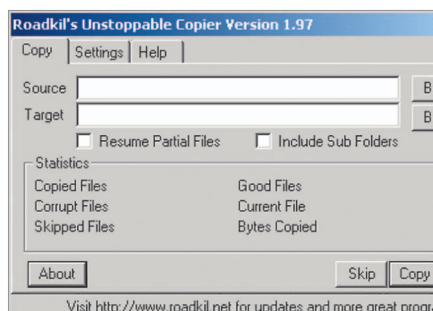 Roadkil's Unstoppable Copier Version 1.97
Copy Settings Help
Source B
Target B
Resume Partial Files Include Sub Folders
Statistics
Copied Files Good Files
Corrupt Files Current File
Skipped Files Bytes Copied
About Skip Copy
Visit http://www.roadkil.net for updates and more great progra